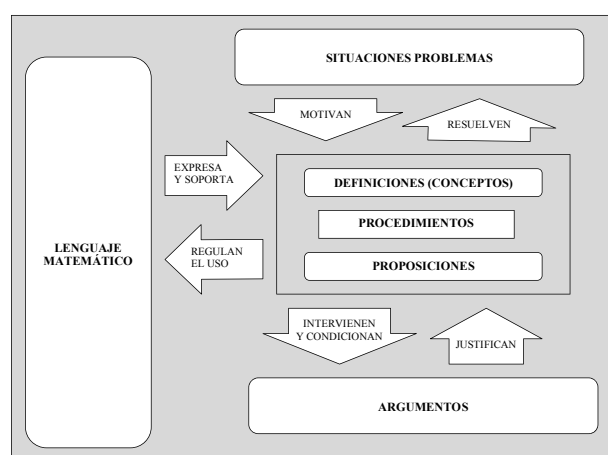 SITUACIONES PROBLEMAS
MOTIVAN
RESUELVEN
EXPRESA
Y SOPORTA
DEFINICIONES (CONCEPTOS)
PROCEDIMIENTOS
LENGUAJE
MATEMÁTICO
REGULAN
EL USO
PROPOSICIONES
INTERVIENEN
Y CONDICIONAN
JUSTIFICAN
ARGUMENTOS